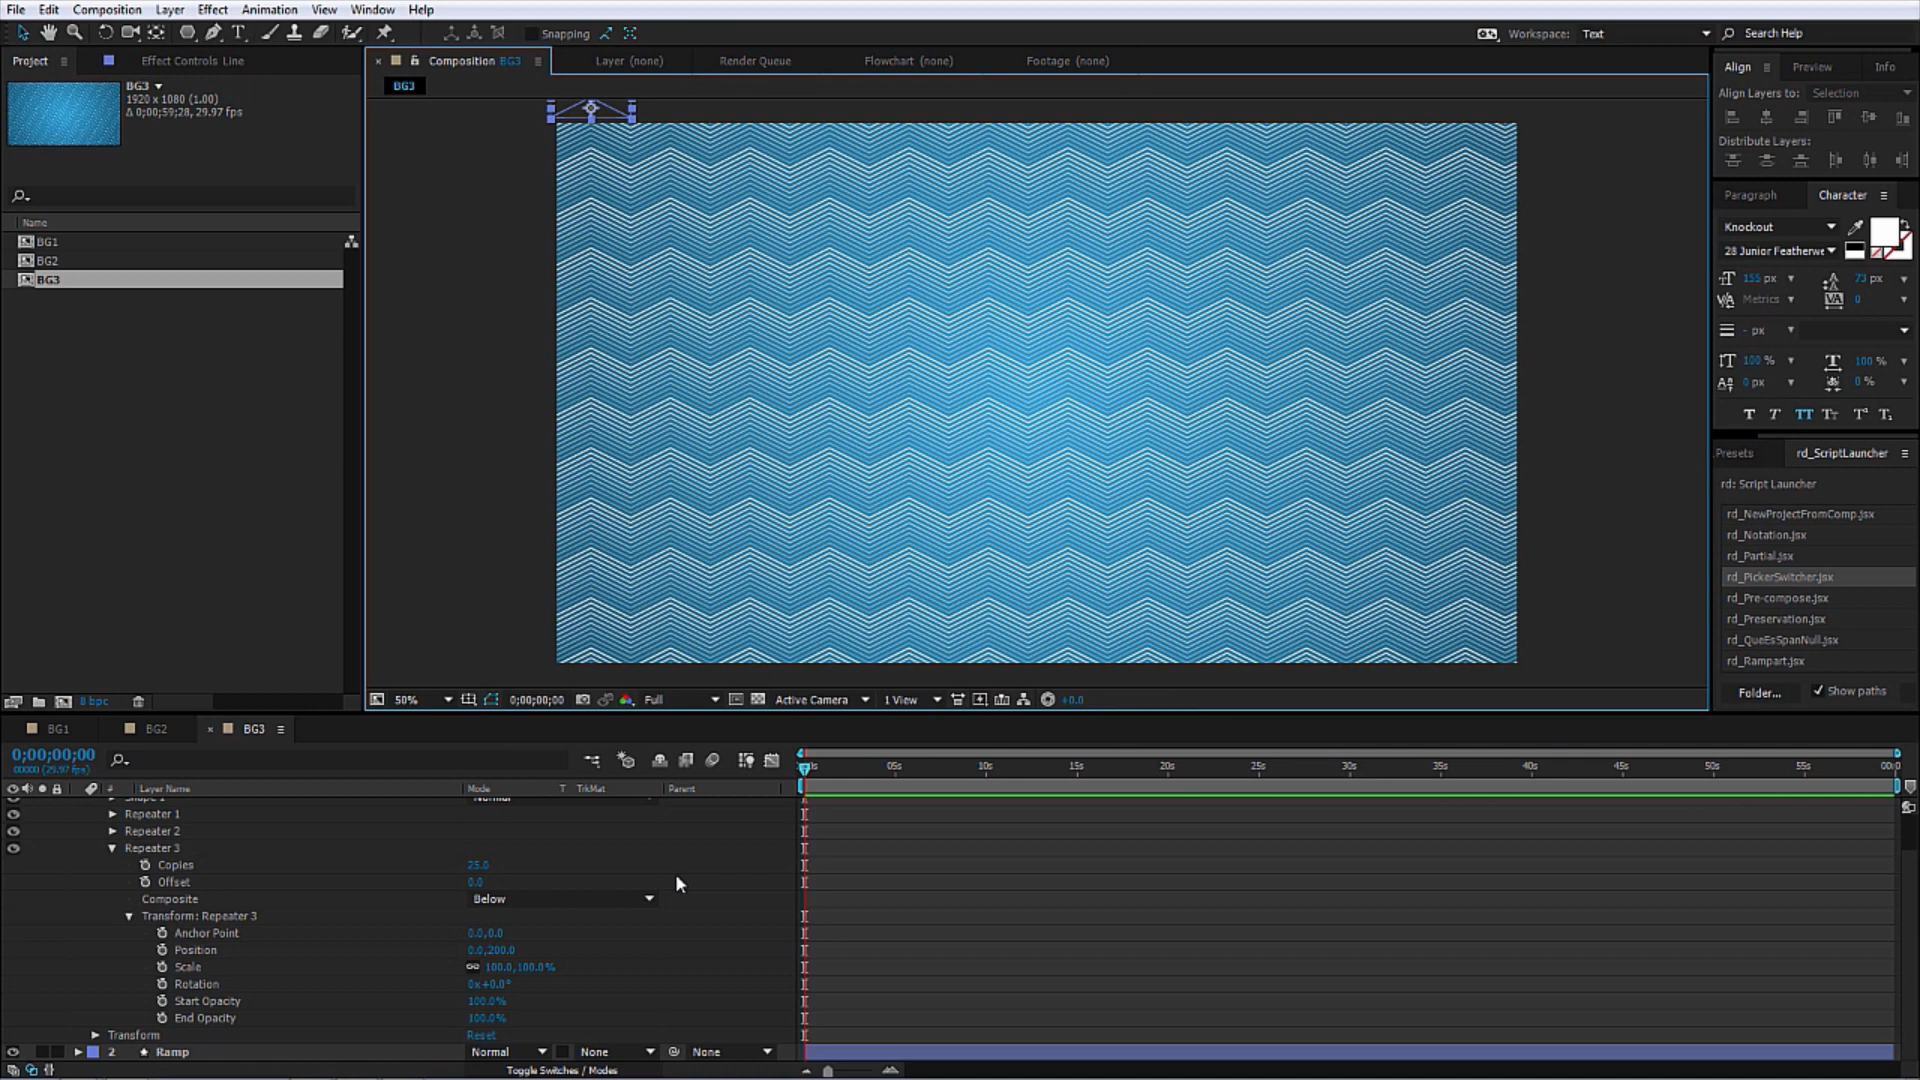 File Edit Composition Layer Effect Animation View Window Help
Snapping
Workspace: Text
Search Help
Project
Effect Controls Line
BG3
1920 x 1080 (1.00)
Δ 0;00;59;28, 29.97 fps
Name
BG1
BG2
BG3
8 bpc
Composition BG3
Layer (none)
Render Queue
Flowchart (none)
Footage (none)
BG3
50%
0;00;00;00
Full
Active Camera
1 View
+0.0
Align
Preview
Info
Align Layers to:
Selection
Distribute Layers:
Paragraph
Character
Knockout
28 Junior Featherwe
155 px
73 px
Metrics
0
- px
100 %
100 %
0 px
0 %
Presets
rd_ScriptLauncher
rd: Script Launcher
rd_NewProjectFromComp.jsx
rd_Notation.jsx
rd_Partial.jsx
rd_PickerSwitcher.jsx
rd_Pre-compose.jsx
rd_Preservation.jsx
rd_QueEsSpanNull.jsx
rd_Rampart.jsx
Folder...
Show paths
BG1
BG2
BG3
0;00;00;00
00000 (29.97 fps)
# Layer Name
Mode
T TrkMat
Parent
05s 10s 15s 20s 25s 30s 35s 40s 45s 50s 55s
Shape 1
Normal
Repeater 1
Repeater 2
Repeater 3
Copies 25.0
Offset 0.0
Composite Below
Transform: Repeater 3
Anchor Point 0.0,0.0
Position 0.0,200.0
Scale 100.0,100.0%
Rotation 0x+0.0°
Start Opacity 100.0%
End Opacity 100.0%
Transform Reset
2 Ramp Normal None None
Toggle Switches / Modes